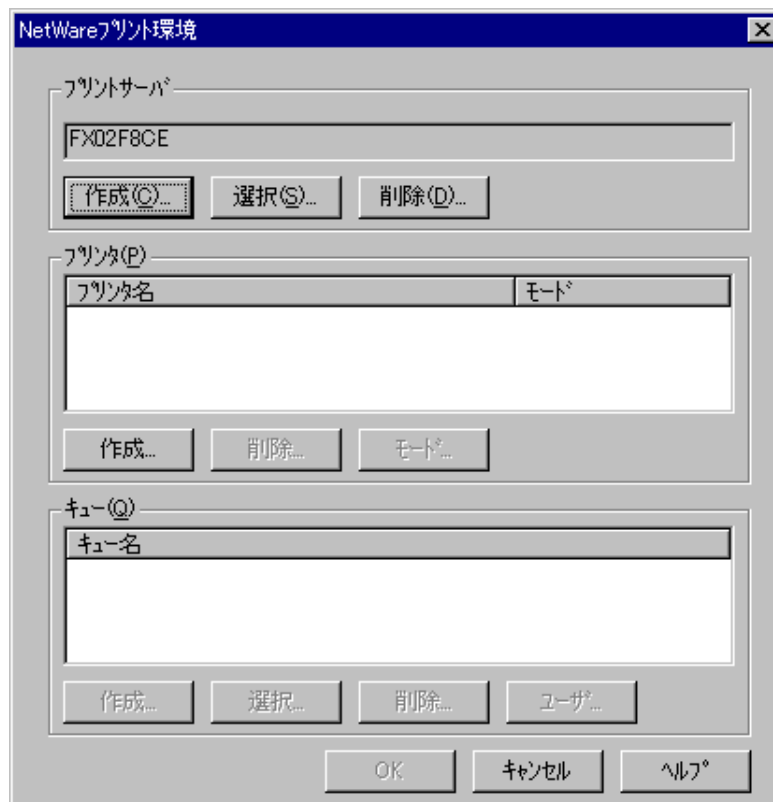 NetWareﾌﾟﾘﾝﾄ環境
ﾌﾟﾘﾝﾄｻｰﾊﾞ
FX02F8CE
作成(C)... 選択(S)... 削除(D)...
ﾌﾟﾘﾝﾀ(P)
ﾌﾟﾘﾝﾀ名 ﾓｰﾄﾞ
作成... 削除... ﾓｰﾄﾞ...
ｷｭｰ(Q)
ｷｭｰ名
作成... 選択... 削除... ﾕｰｻﾞ...
OK ｷｬﾝｾﾙ ﾍﾙﾌﾟ